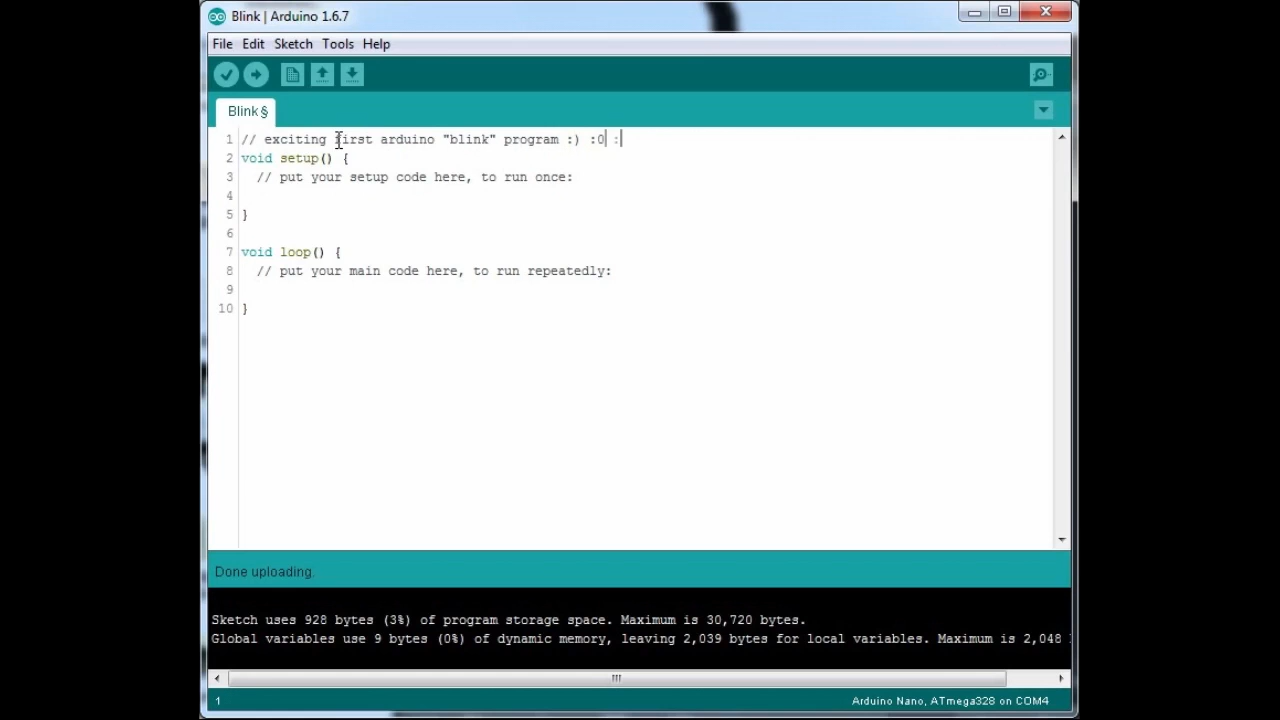 Blink | Arduino 1.6.7
File Edit Sketch Tools Help
Blink §
1 // exciting first arduino "blink" program :) :0 :
2 void setup() {
3 // put your setup code here, to run once:
4
5 }
6
7 void loop() {
8 // put your main code here, to run repeatedly:
9
10 }
Done uploading.
Sketch uses 928 bytes (3%) of program storage space. Maximum is 30,720 bytes.
Global variables use 9 bytes (0%) of dynamic memory, leaving 2,039 bytes for local variables. Maximum is 2,048
1 Arduino Nano, ATmega328 on COM4